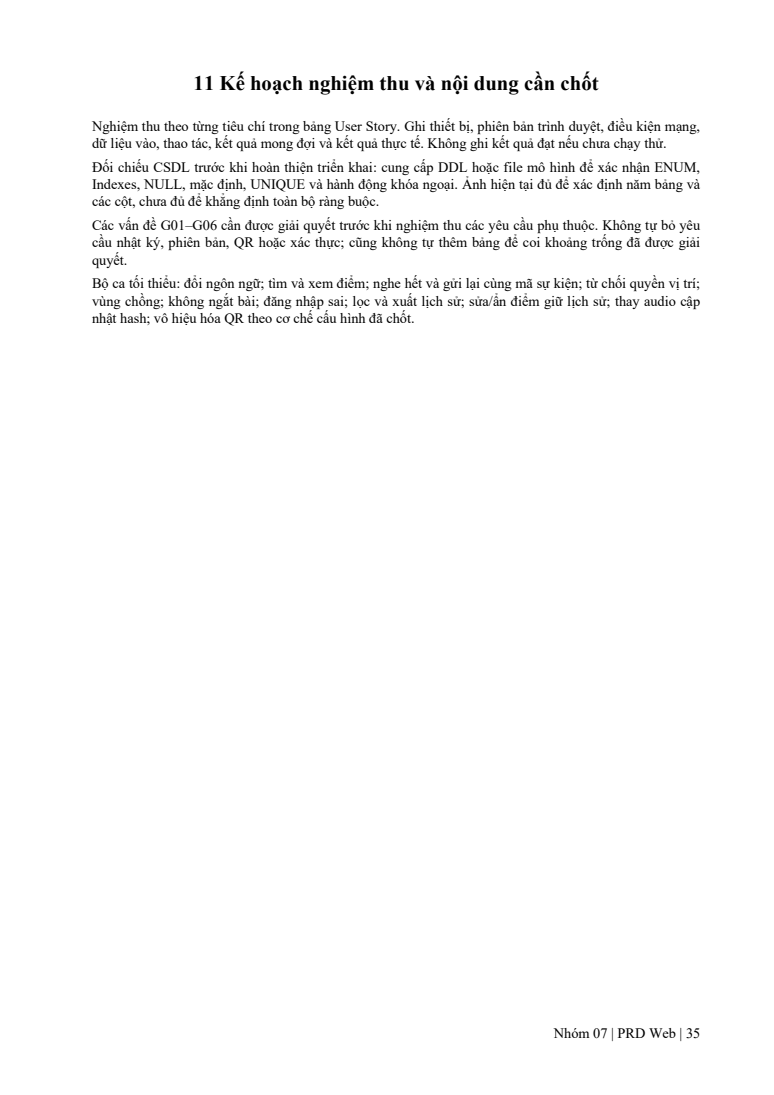 11 Kế hoạch nghiệm thu và nội dung cần chốt
Nghiệm thu theo từng tiêu chí trong bảng User Story. Ghi thiết bị, phiên bản trình duyệt, điều kiện mạng,
dữ liệu vào, thao tác, kết quả mong đợi và kết quả thực tế. Không ghi kết quả đạt nếu chưa chạy thử.
Đối chiếu CSDL trước khi hoàn thiện triển khai: cung cấp DDL hoặc file mô hình để xác nhận ENUM,
Indexes, NULL, mặc định, UNIQUE và hành động khóa ngoại. Ảnh hiện tại đủ để xác định năm bảng và
các cột, chưa đủ để khẳng định toàn bộ ràng buộc.
Các vấn đề G01–G06 cần được giải quyết trước khi nghiệm thu các yêu cầu phụ thuộc. Không tự bỏ yêu
cầu nhật ký, phiên bản, QR hoặc xác thực; cũng không tự thêm bảng để coi khoảng trống đã được giải
quyết.
Bộ ca tối thiểu: đổi ngôn ngữ; tìm và xem điểm; nghe hết và gửi lại cùng mã sự kiện; từ chối quyền vị trí;
vùng chồng; không ngắt bài; đăng nhập sai; lọc và xuất lịch sử; sửa/ẩn điểm giữ lịch sử; thay audio cập
nhật hash; vô hiệu hóa QR theo cơ chế cấu hình đã chốt.
Nhóm 07 | PRD Web | 35